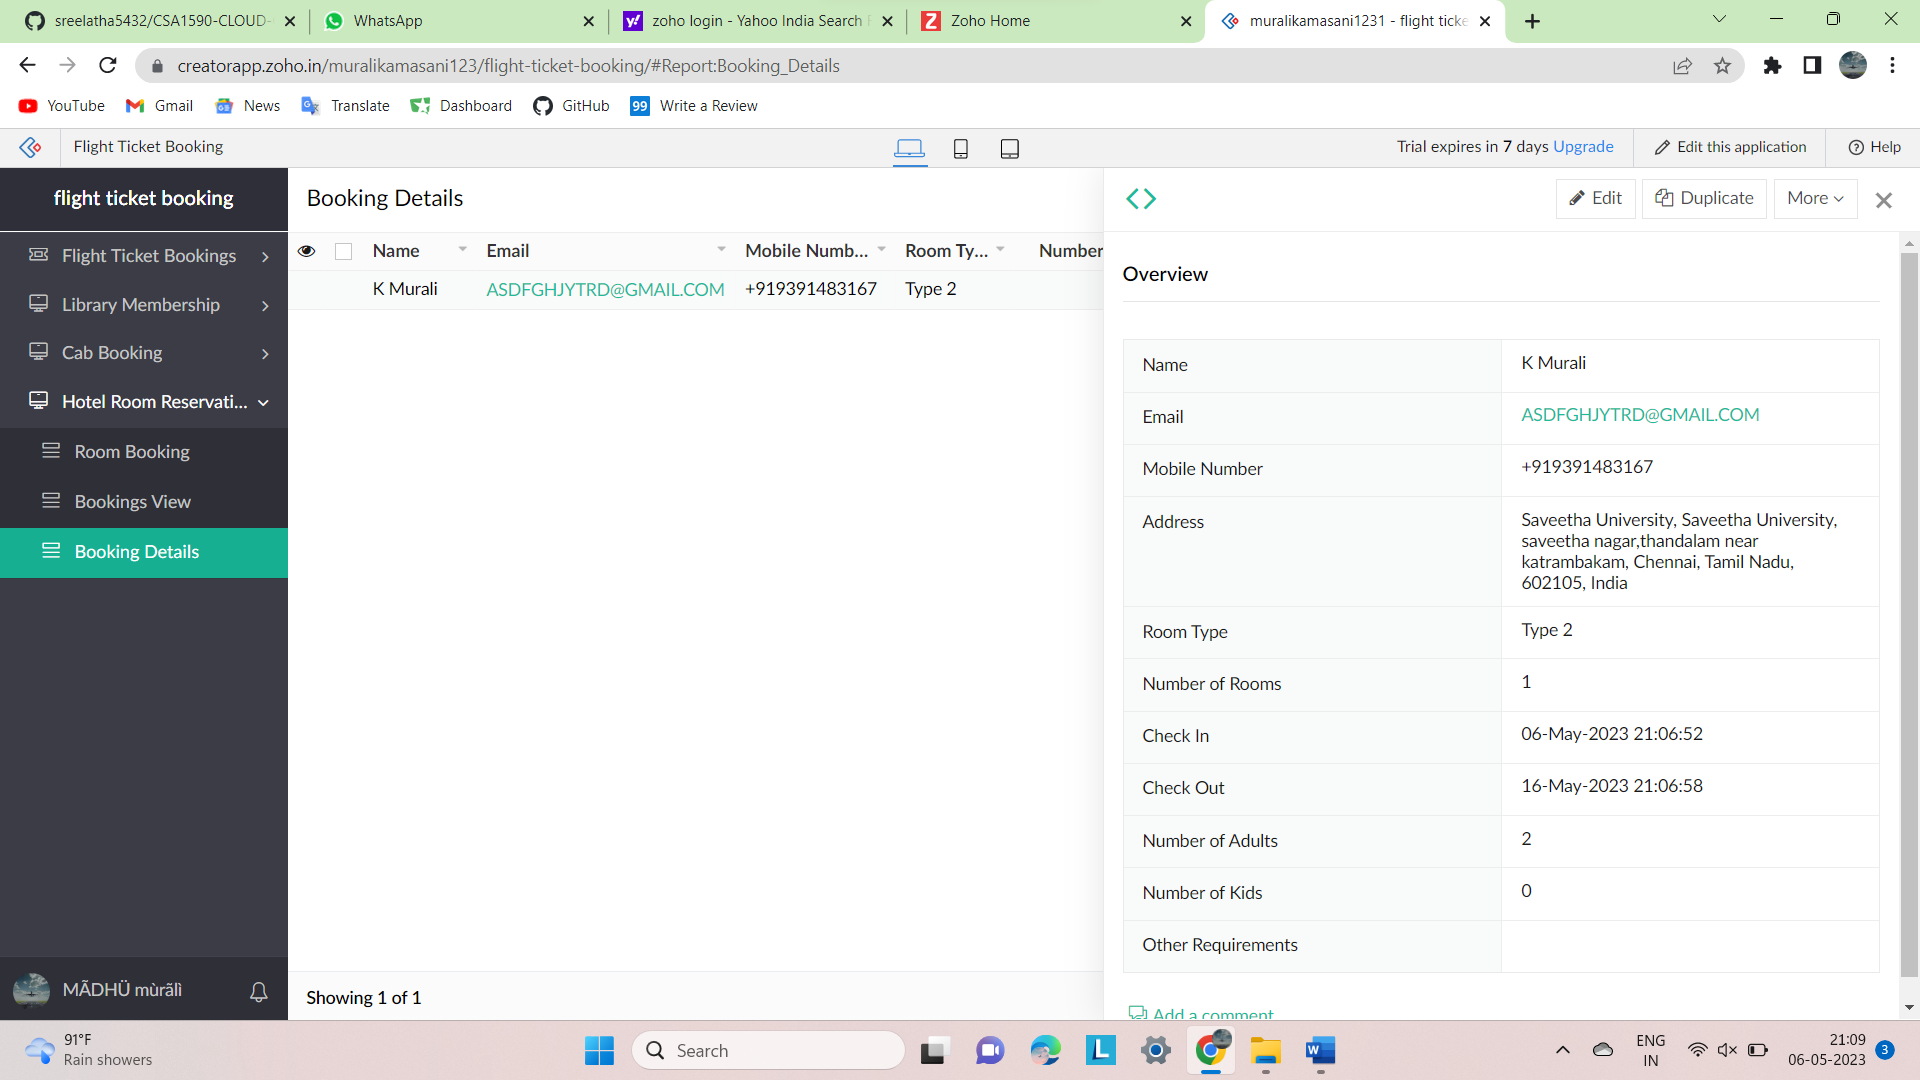 sreelatha5432/CSA1590-CLOUD-
WhatsApp
zoho login - Yahoo India Search
Zoho Home
muralikamasani1231 - flight ticke
creatorapp.zoho.in/muralikamasani123/flight-ticket-booking/#Report:Booking_Details
YouTube
Gmail
News
Translate
Dashboard
GitHub
99 Write a Review
Flight Ticket Booking
Trial expires in 7 days Upgrade
Edit this application
Help
flight ticket booking
Flight Ticket Bookings
Library Membership
Cab Booking
Hotel Room Reservati...
Room Booking
Bookings View
Booking Details
MÃDHÜ mùrãlì
Booking Details
Name Email Mobile Numb... Room Ty... Number
K Murali ASDFGHJYTRD@GMAIL.COM +919391483167 Type 2
Showing 1 of 1
Edit
Duplicate
More
Overview
Name K Murali
Email ASDFGHJYTRD@GMAIL.COM
Mobile Number +919391483167
Address Saveetha University, Saveetha University,
saveetha nagar,thandalam near
katrambakam, Chennai, Tamil Nadu,
602105, India
Room Type Type 2
Number of Rooms 1
Check In 06-May-2023 21:06:52
Check Out 16-May-2023 21:06:58
Number of Adults 2
Number of Kids 0
Other Requirements
Add a comment
91°F
Rain showers
Search
ENG
IN
21:09
06-05-2023
3